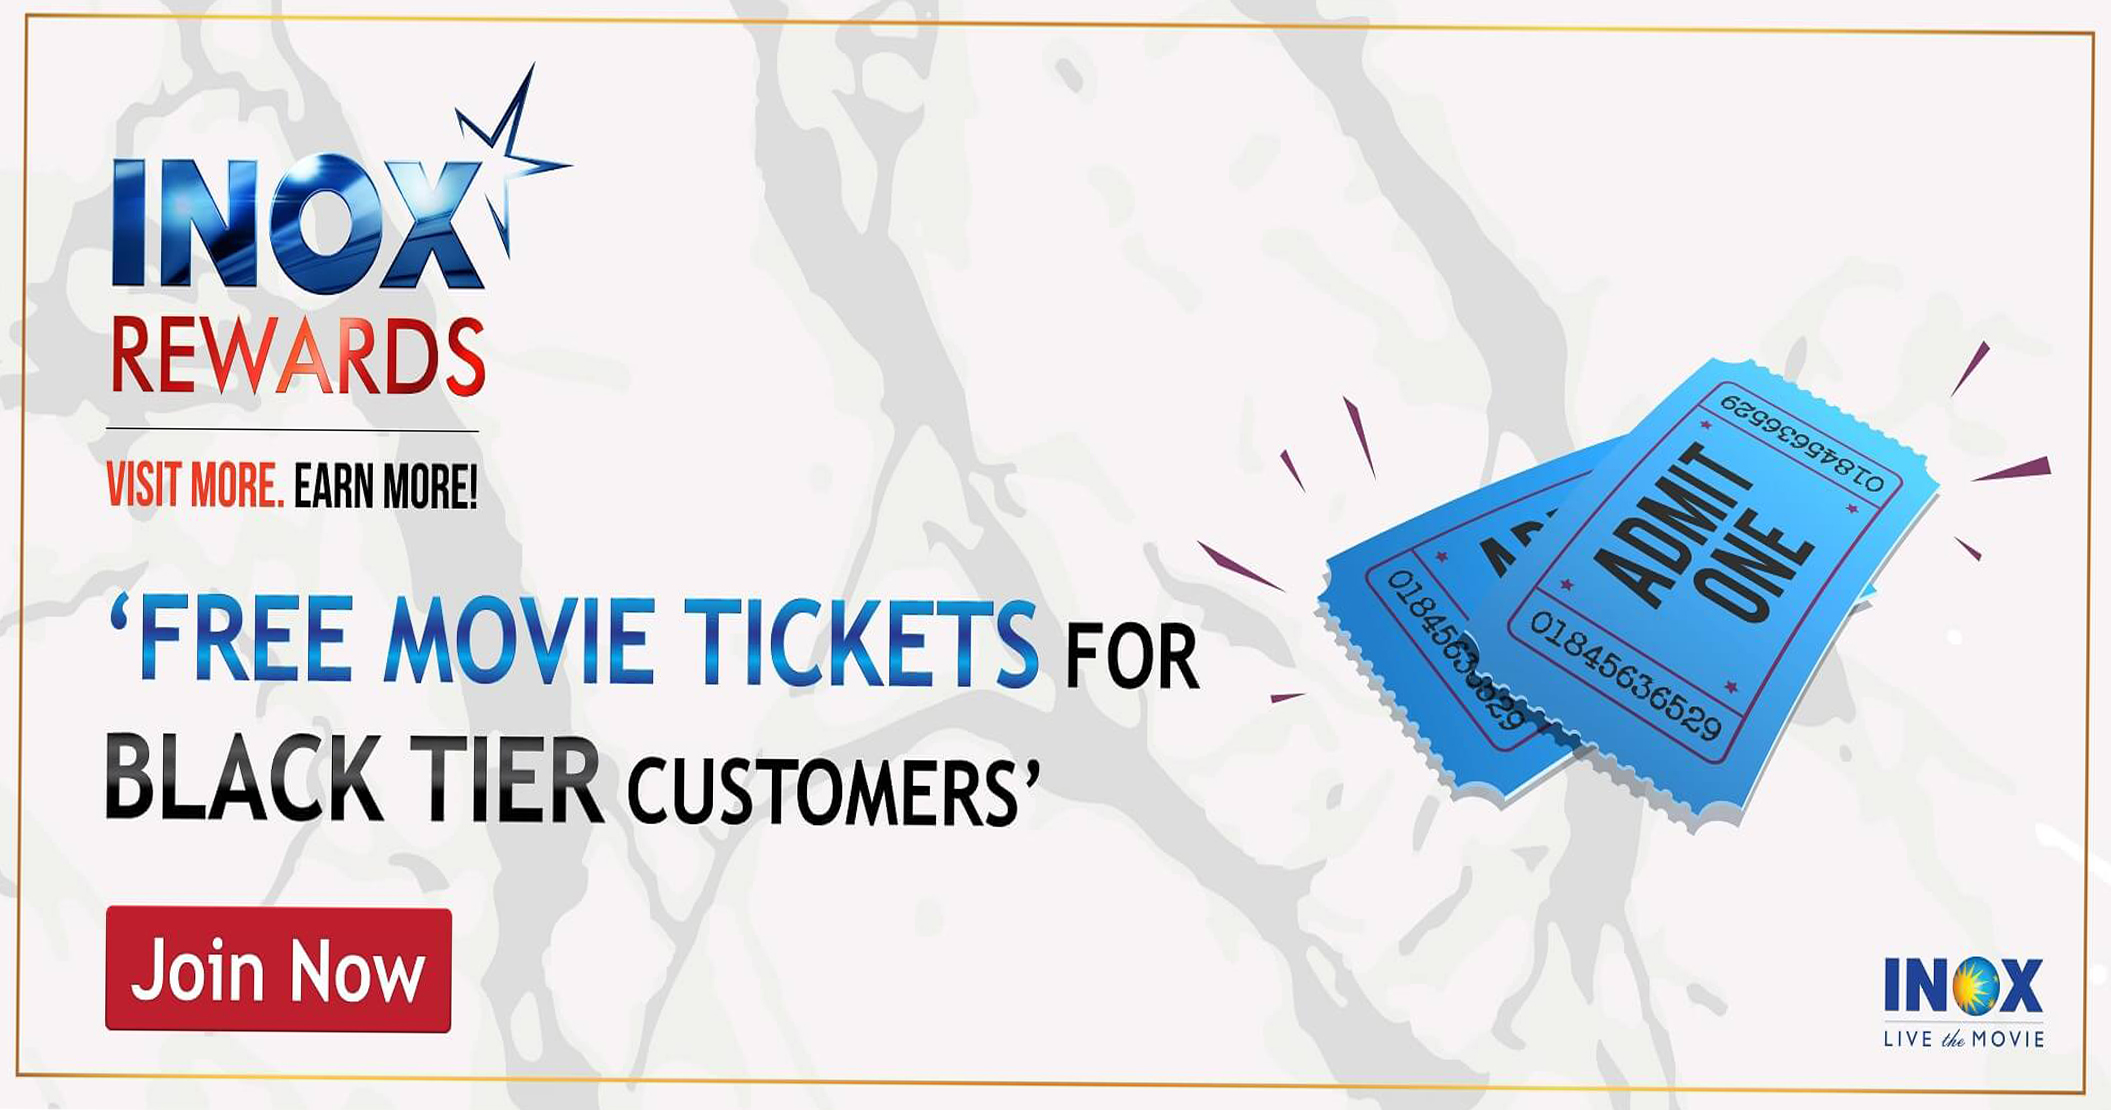 INOX
REWARDS
VISIT MORE. EARN MORE!
‘FREE MOVIE TICKETS FOR
BLACK TIER CUSTOMERS’
Join Now
01845636529
ADMIT
ONE
01845636529
01845636529
INOX
LIVE the MOVIE